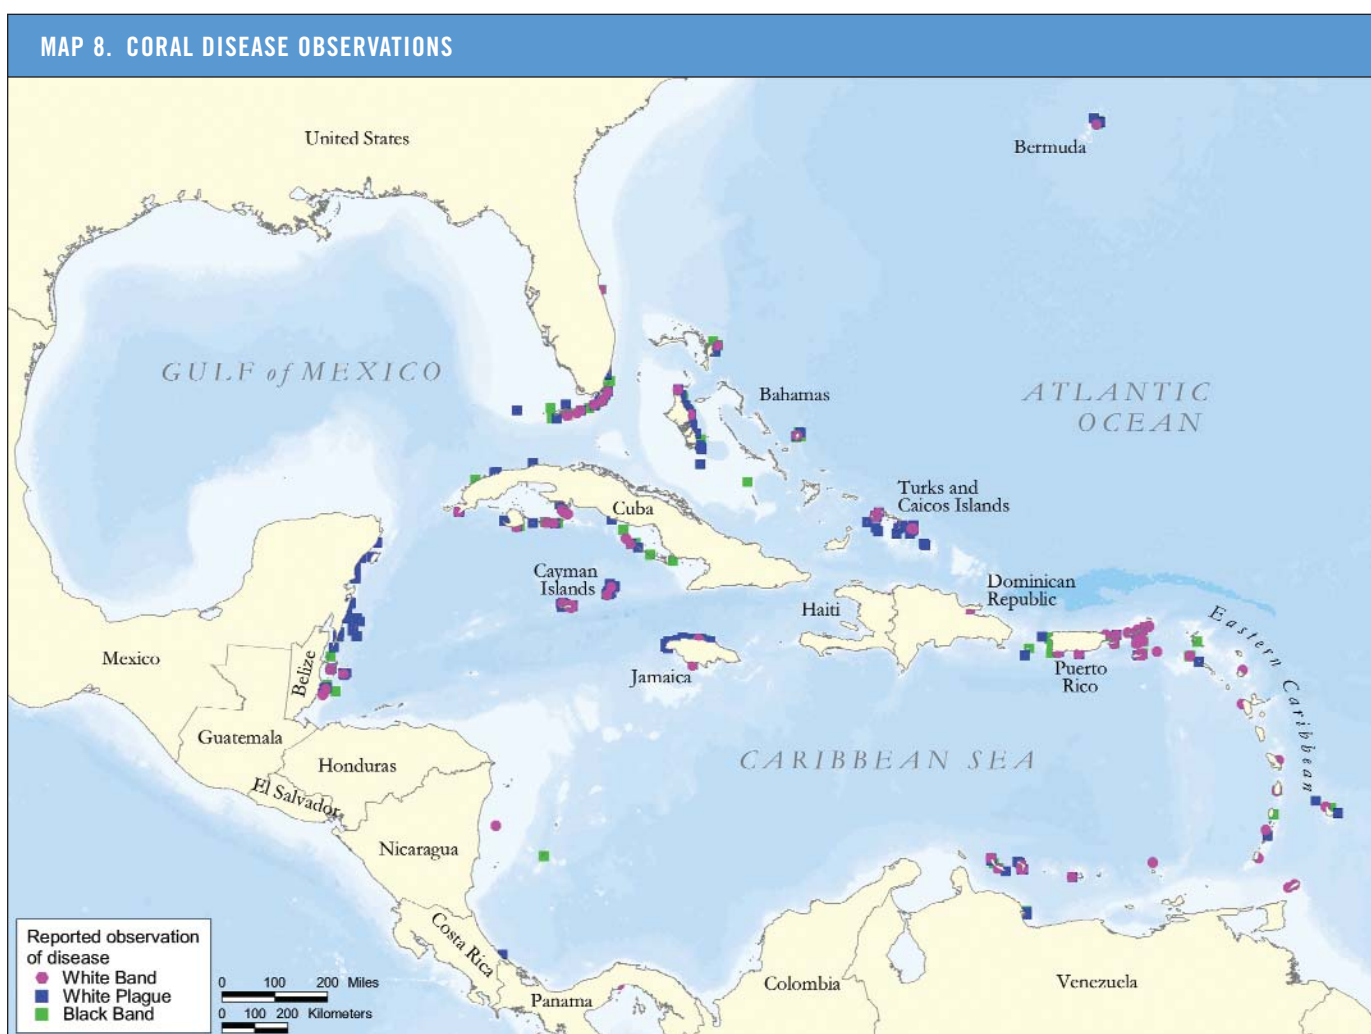 MAP 8. CORAL DISEASE OBSERVATIONS
United States
Bermuda
GULF of MEXICO
ATLANTIC
OCEAN
Bahamas
Turks and
Caicos Islands
Cuba
Cayman
Islands
Dominican
Republic
Haiti
Eastern Caribbean
Mexico
Belize
Jamaica
Puerto
Rico
Guatemala
Honduras
CARIBBEAN SEA
El Salvador
Nicaragua
Costa Rica
Panama
Colombia
Venezuela
Reported observation
of disease
White Band
White Plague
Black Band
0 100 200 Miles
0 100 200 Kilometers